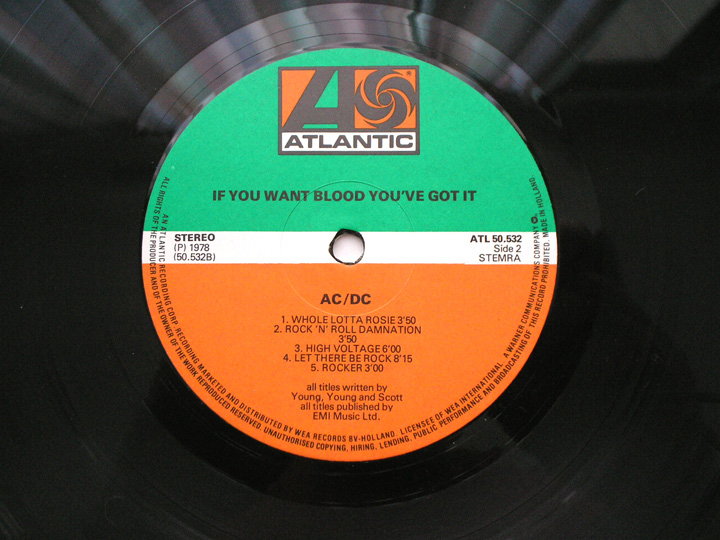 ATLANTIC
®
IF YOU WANT BLOOD YOU'VE GOT IT
STEREO
(P) 1978
(50.532B)
ATL 50.532
Side 2
STEMRA
AC/DC
1. WHOLE LOTTA ROSIE 3'50
2. ROCK 'N' ROLL DAMNATION
3'50
3. HIGH VOLTAGE 6'00
4. LET THERE BE ROCK 8'15
5. ROCKER 3'00
all titles written by
Young, Young and Scott
all titles published by
EMI Music Ltd.
AN ATLANTIC RECORDING CORP. RECORDING MARKETED AND DISTRIBUTED BY WEA RECORDS BV-HOLLAND. LICENSEE OF WEA INTERNATIONAL. A WARNER COMMUNICATIONS COMPANY
ALL RIGHTS OF THE PRODUCER AND OF THE OWNER OF THE WORK REPRODUCED RESERVED. UNAUTHORISED COPYING, HIRING, LENDING, PUBLIC PERFORMANCE AND BROADCASTING OF THIS RECORD PROHIBITED. MADE IN HOLLAND